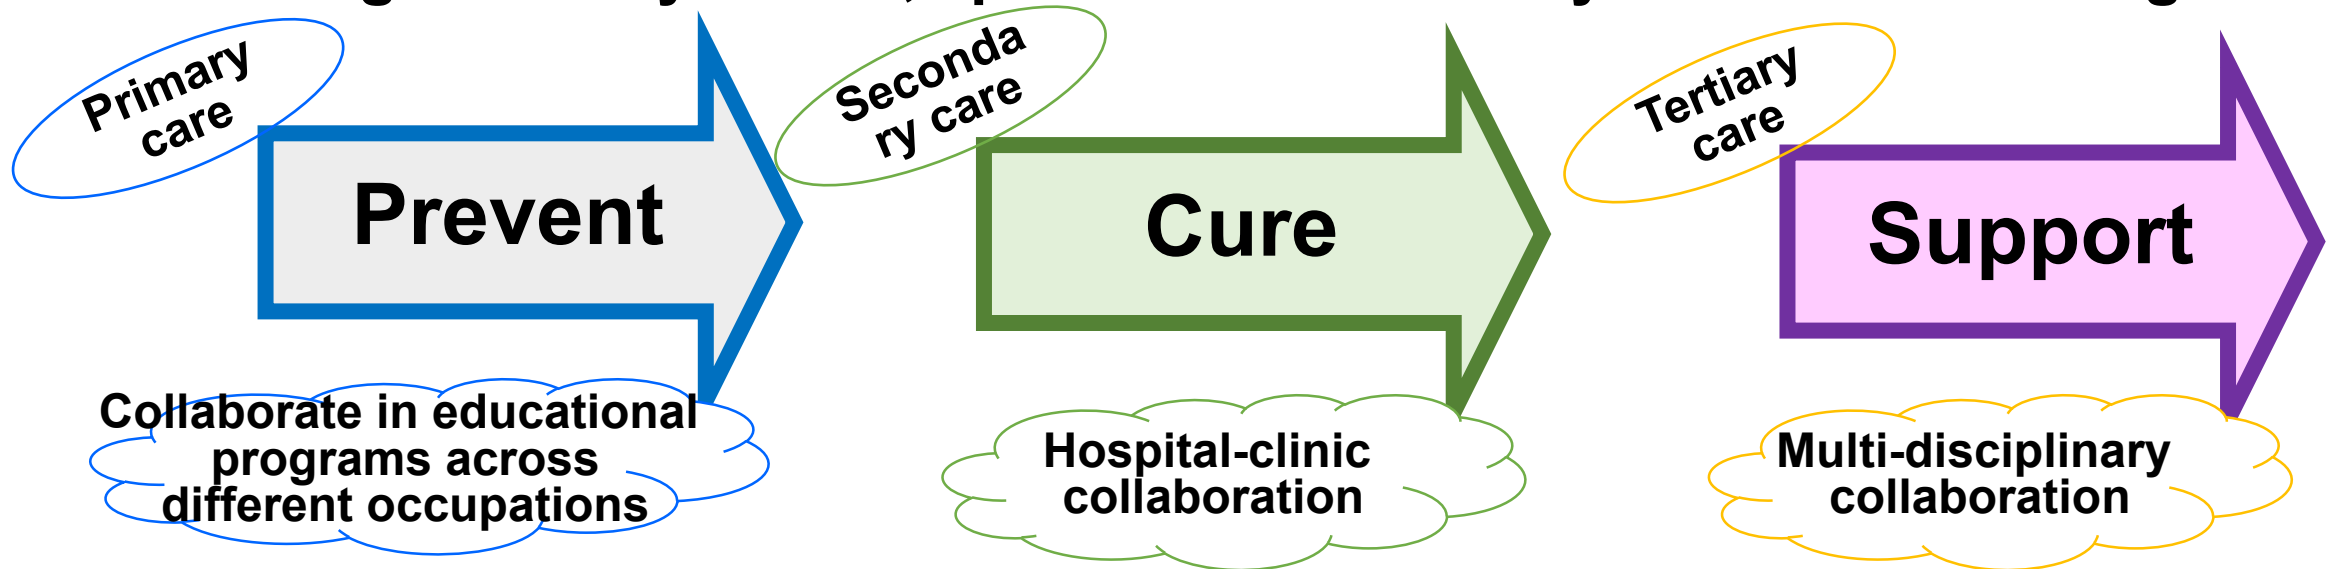 Primary
care
Prevent
Collaborate in educational
programs across
different occupations
Seconda
ry care
Cure
Hospital-clinic
collaboration
Tertiary
care
Support
Multi-disciplinary
collaboration